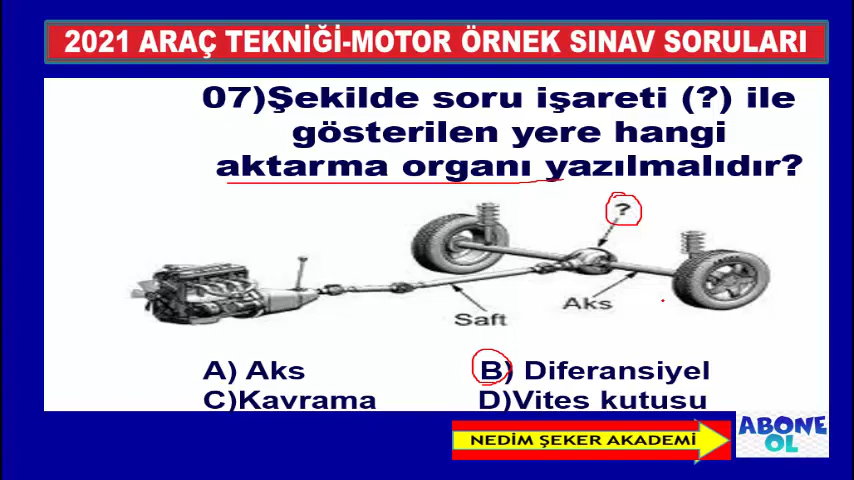 2021 ARAÇ TEKNİĞİ-MOTOR ÖRNEK SINAV SORULARI
07)Şekilde soru işareti (?) ile
gösterilen yere hangi
aktarma organı yazılmalıdır?
?
Aks
Saft
A) Aks
B) Diferansiyel
C)Kavrama
D)Vites kutusu
NEDİM ŞEKER AKADEMİ
ABONE
OL